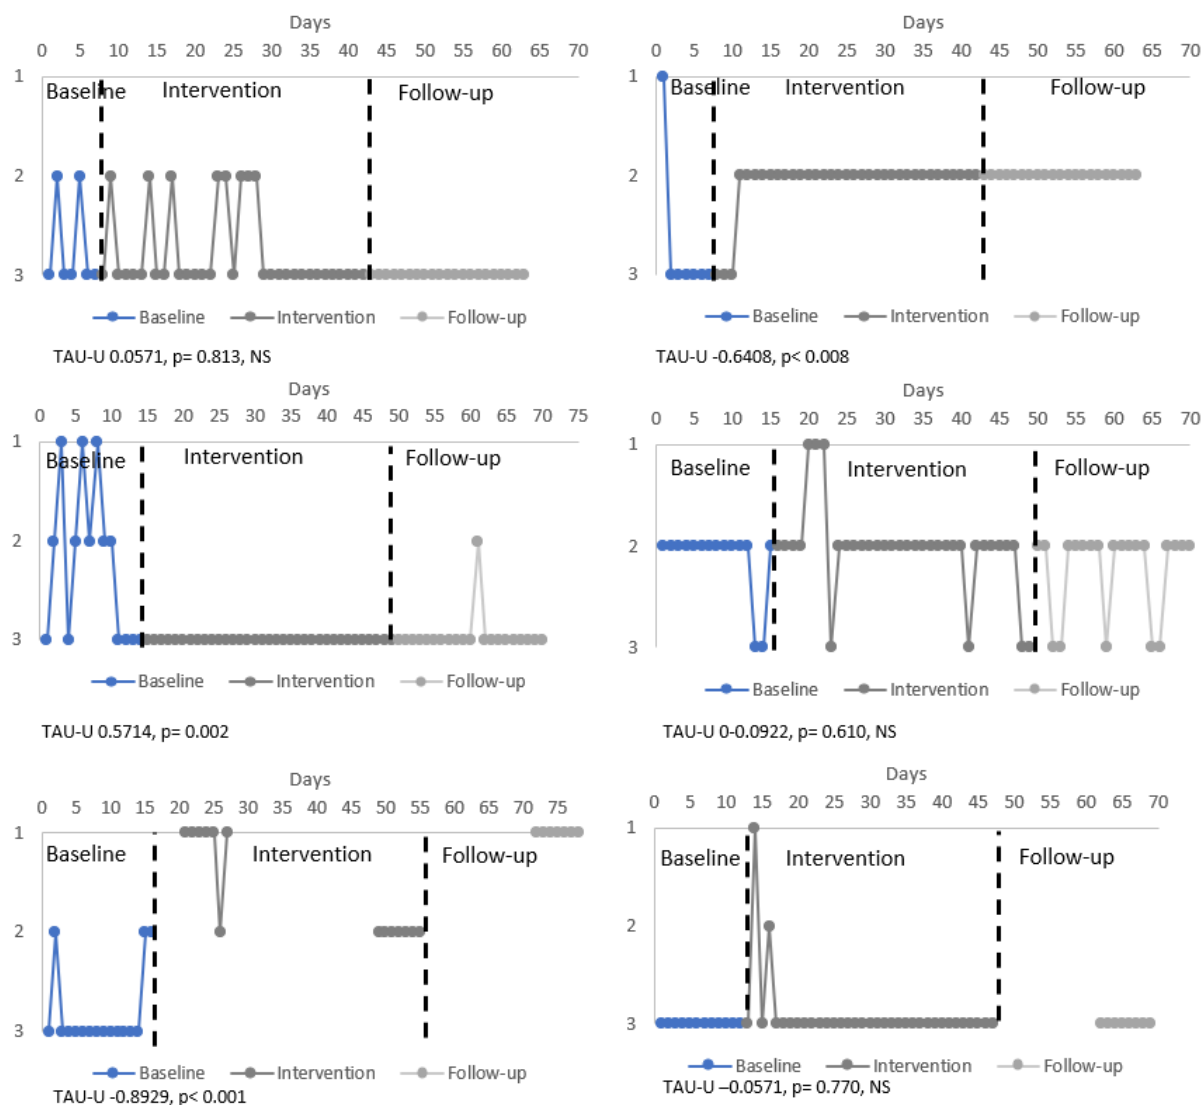 Days
0 5 10 15 20 25 30 35 40 45 50 55 60 65 70
1
Baseline Intervention Follow-up
2
3
Baseline Intervention Follow-up
TAU-U 0.0571, p= 0.813, NS
Days
0 5 10 15 20 25 30 35 40 45 50 55 60 65 70
1
Baseline Intervention Follow-up
2
3
Baseline Intervention Follow-up
TAU-U -0.6408, p< 0.008
Days
0 5 10 15 20 25 30 35 40 45 50 55 60 65 70 75
1
Baseline Intervention Follow-up
2
3
Baseline Intervention Follow-up
TAU-U 0.5714, p= 0.002
Days
0 5 10 15 20 25 30 35 40 45 50 55 60 65 70
1
Baseline Intervention Follow-up
2
3
Baseline Intervention Follow-up
TAU-U 0-0.0922, p= 0.610, NS
Days
0 5 10 15 20 25 30 35 40 45 50 55 60 65 70 75
1
Baseline Intervention Follow-up
2
3
Baseline Intervention Follow-up
TAU-U -0.8929, p< 0.001
Days
0 5 10 15 20 25 30 35 40 45 50 55 60 65 70
1
Baseline Intervention Follow-up
2
3
Baseline Intervention Follow-up
TAU-U –0.0571, p= 0.770, NS